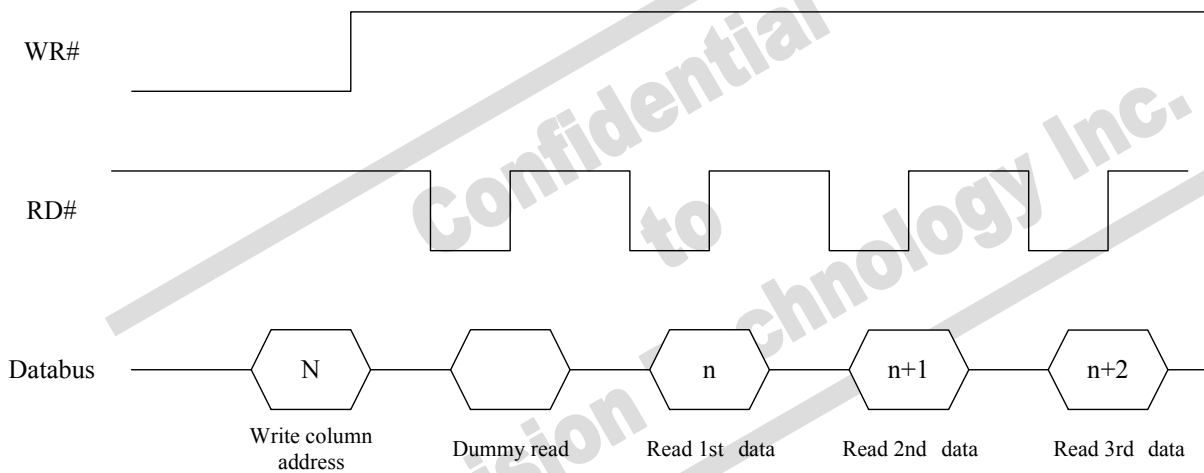 WR#
Confidential
to
chnology Inc.
ision
RD#
Databus
N
n
n+1
n+2
Write column
address
Dummy read
Read 1st data
Read 2nd data
Read 3rd data